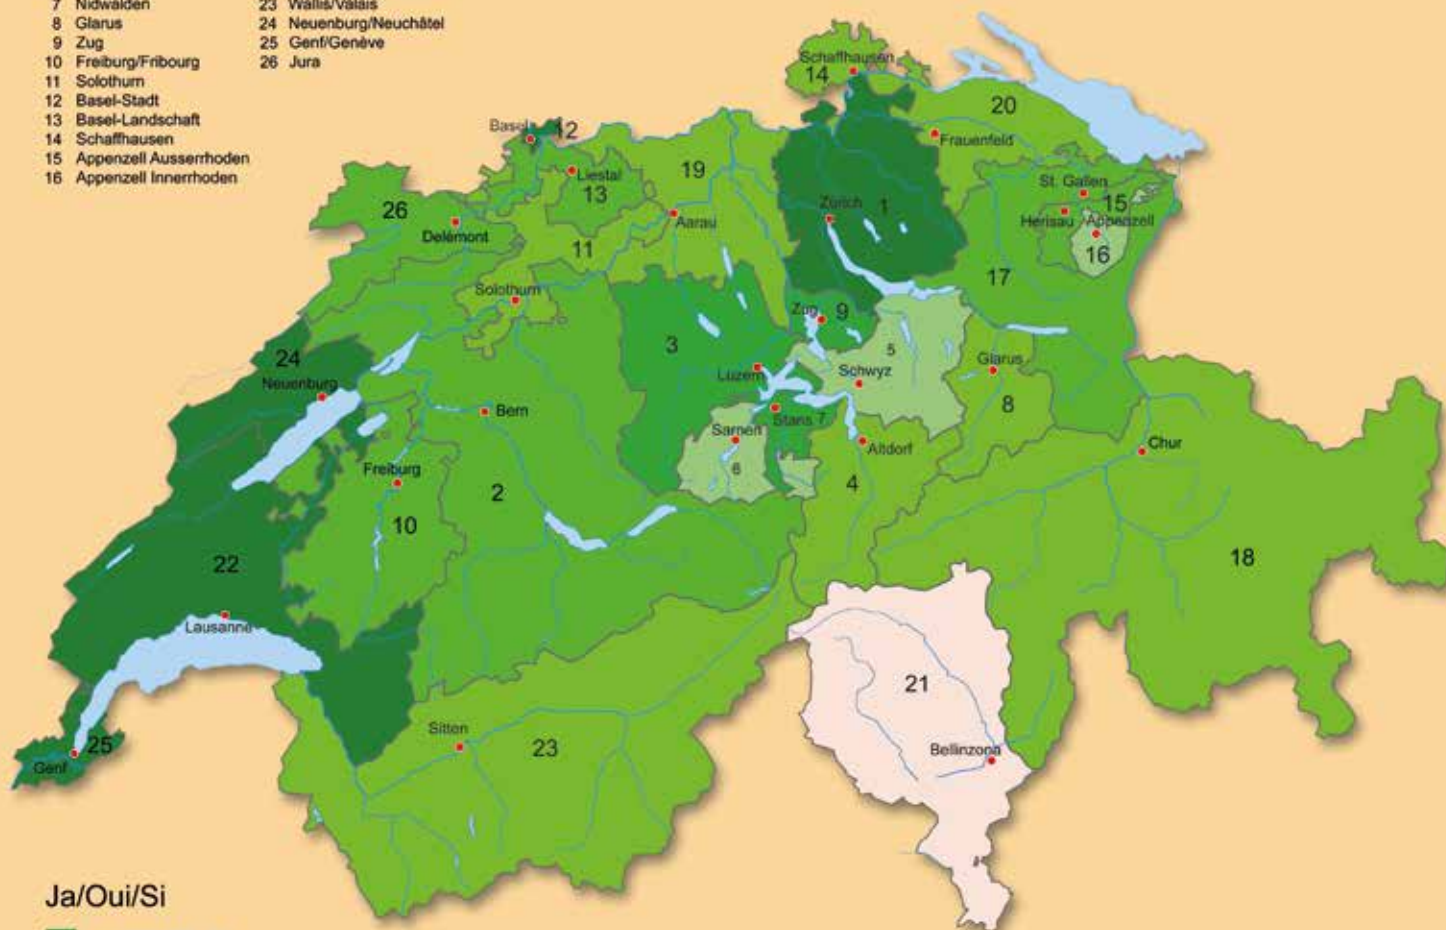 7 Nidwalden
8 Glarus
9 Zug
10 Freiburg/Fribourg
11 Solothurn
12 Basel-Stadt
13 Basel-Landschaft
14 Schaffhausen
15 Appenzell Ausserrhoden
16 Appenzell Innerrhoden
23 Wallis/Valais
24 Neuenburg/Neuchâtel
25 Genf/Genève
26 Jura
Schaffhausen
14
20
Basel
12
Frauenfeld
Liestal
13
19
St. Gallen
15
26
Zürich
1
Herisau
Appenzell
Delémont
Aarau
11
16
17
Solothurn
Zug
9
24
3
5
Glarus
Neuenburg
Luzern
Schwyz
8
Bern
Stans
7
Sarnen
Altdorf
Chur
Freiburg
6
2
4
10
22
18
Lausanne
21
Sitten
23
Bellinzona
25
Genf
Ja/Oui/Si